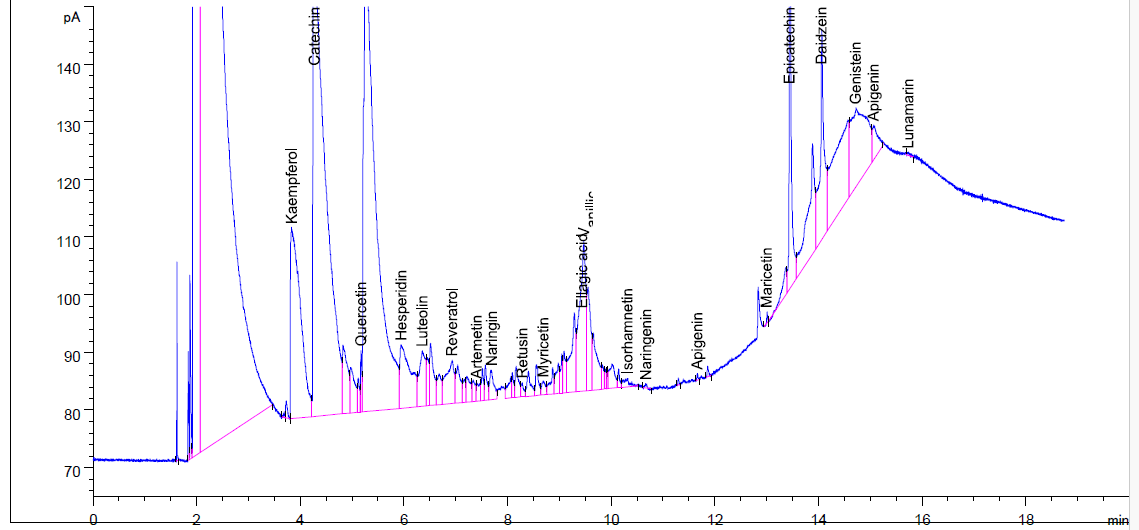 pA
140
130
120
110
100
90
80
70
Kaempferol
Catechin
Quercetin
Hesperidin
Luteolin
Reveratrol
Artemetin
Naringin
Retusin
Myricetin
Ellagic acid
Vanillic
Isorhamnetin
Naringenin
Apigenin
Maricetin
Epicatechin
Daidzein
Genistein
Apigenin
Lunamarin
0 2 4 6 8 10 12 14 16 18 min